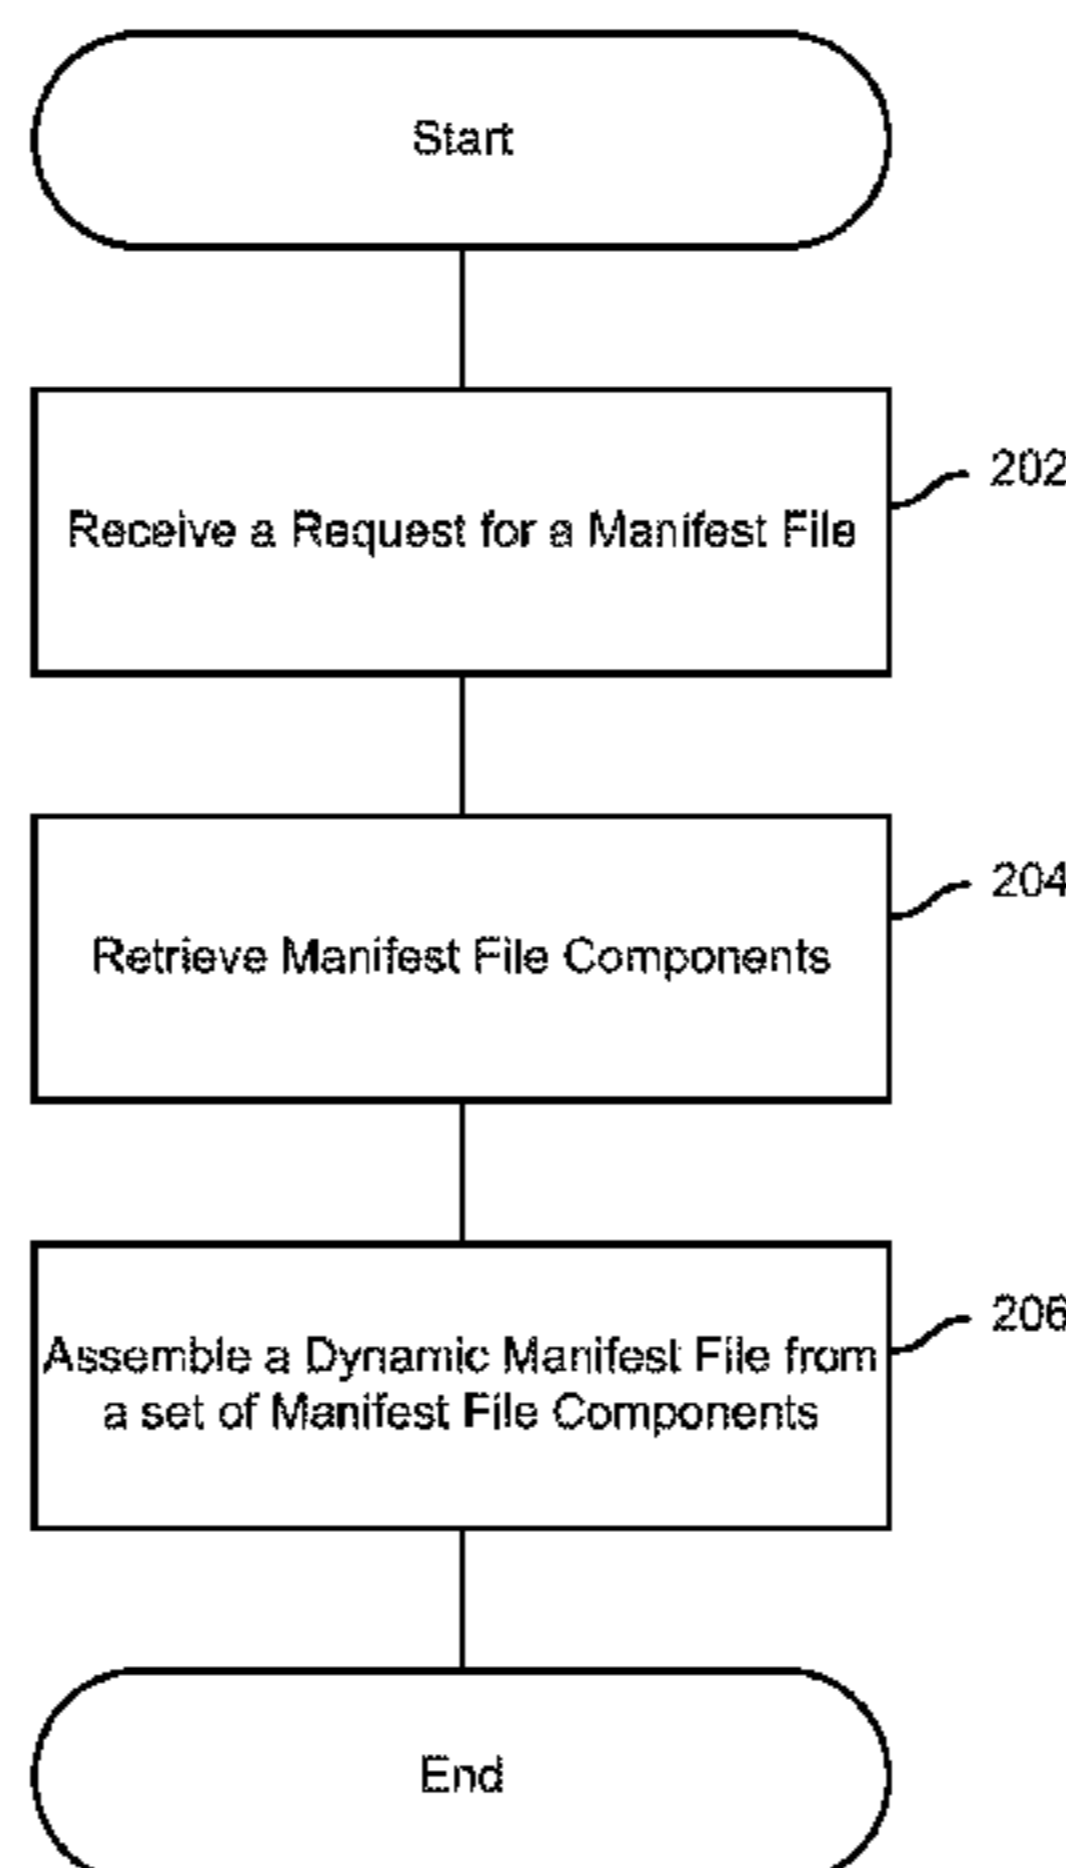 Start
Receive a Request for a Manifest File
202
Retrieve Manifest File Components
204
Assemble a Dynamic Manifest File from
a set of Manifest File Components
206
End